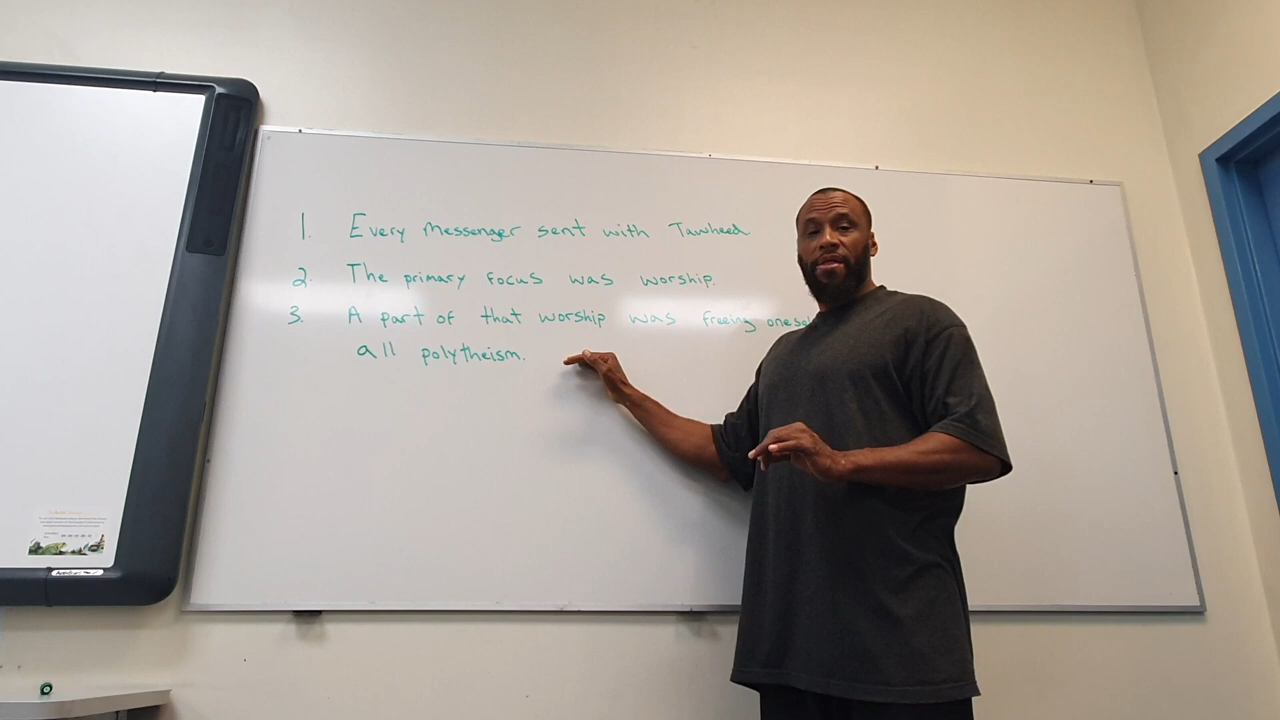 1. Every Messenger sent with Tawheed
2. The primary focus was worship.
3. A part of that worship was freeing
all polytheism.